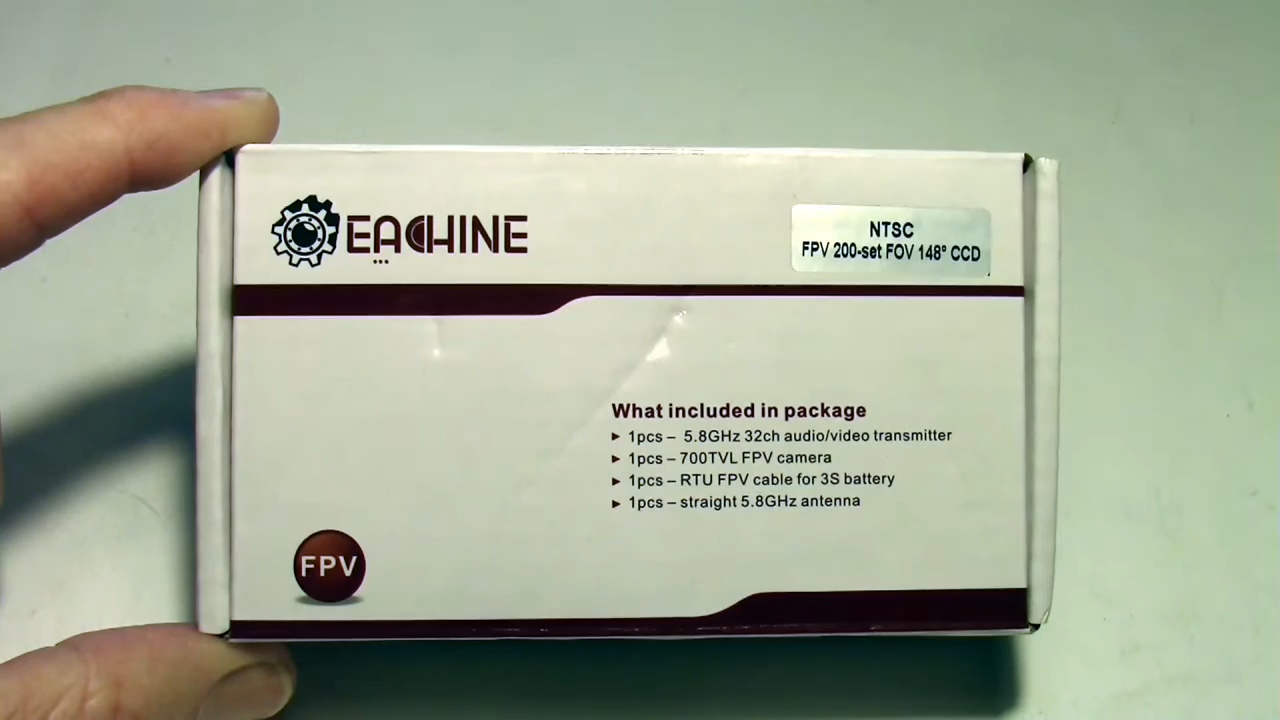 EACHINE
NTSC
FPV 200-set FOV 148° CCD
What included in package
1pcs – 5.8GHz 32ch audio/video transmitter
1pcs – 700TVL FPV camera
1pcs – RTU FPV cable for 3S battery
1pcs – straight 5.8GHz antenna
FPV